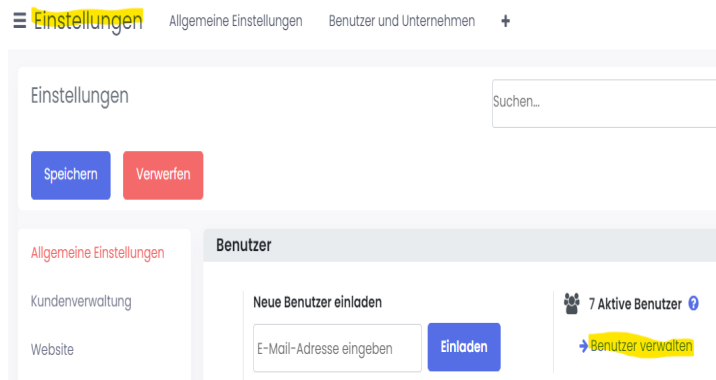 Einstellungen Allgemeine Einstellungen Benutzer und Unternehmen +
Einstellungen
Suchen...
Speichern Verwerfen
Allgemeine Einstellungen
Benutzer
Kundenverwaltung
Neue Benutzer einladen
7 Aktive Benutzer ?
Website
E-Mail-Adresse eingeben Einladen
Benutzer verwalten